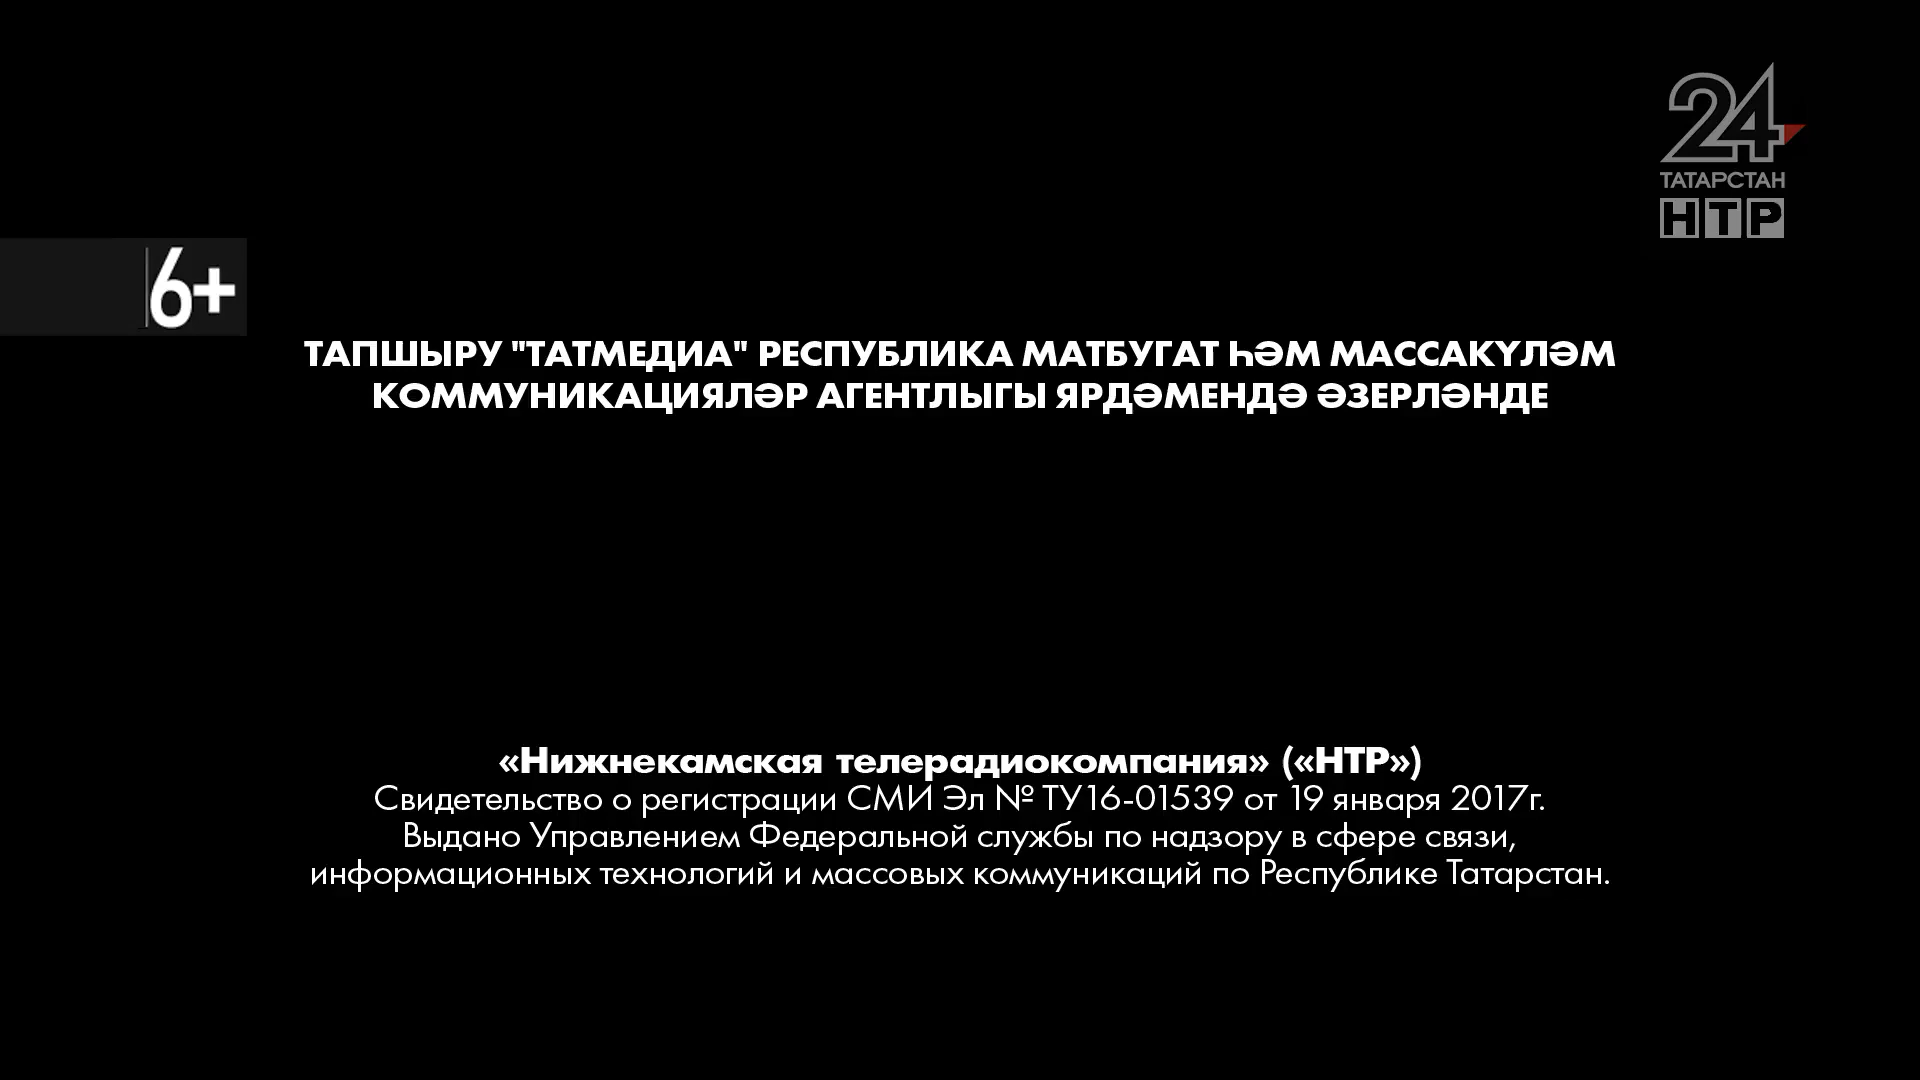 24
ТАТАРСТАН
НТР
6+
ТАПШЫРУ "ТАТМЕДИА" РЕСПУБЛИКА МАТБУГАТ ҺӘМ МАССАКҮЛӘМ
КОММУНИКАЦИЯЛӘР АГЕНТЛЫГЫ ЯРДӘМЕНДӘ ӘЗЕРЛӘНДЕ
«Нижнекамская телерадиокомпания» («НТР»)
Свидетельство о регистрации СМИ Эл № ТУ16-01539 от 19 января 2017г.
Выдано Управлением Федеральной службы по надзору в сфере связи,
информационных технологий и массовых коммуникаций по Республике Татарстан.